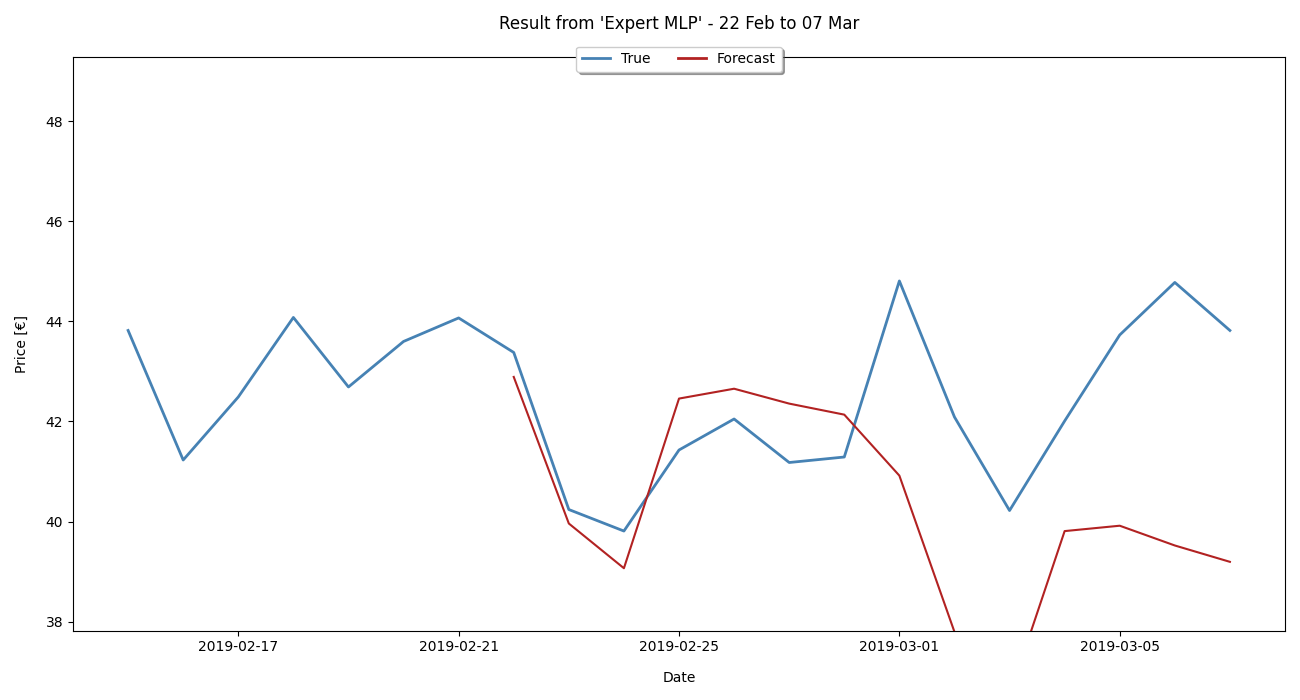 Result from 'Expert MLP' - 22 Feb to 07 Mar
True Forecast
48
46
44
42
40
38
Price [€]
2019-02-17 2019-02-21 2019-02-25 2019-03-01 2019-03-05
Date